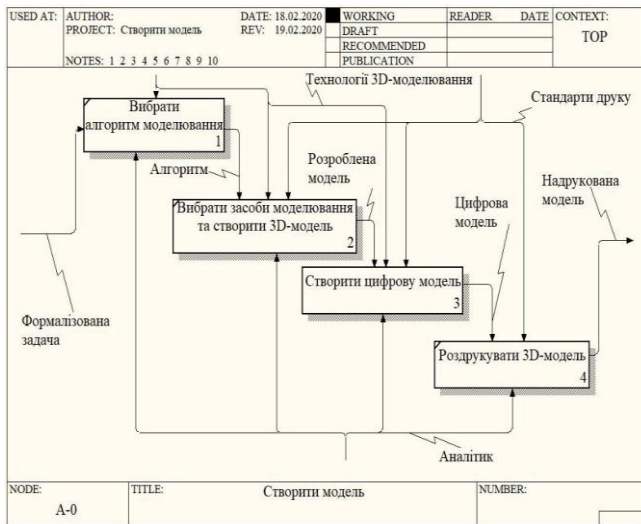 USED AT:
AUTHOR:
DATE: 18.02.2020
PROJECT: Створити модель
REV: 19.02.2020
NOTES: 1 2 3 4 5 6 7 8 9 10
WORKING
DRAFT
RECOMMENDED
PUBLICATION
READER
DATE
CONTEXT:
TOP
Технології 3D-моделювання
Стандарти друку
Вибрати
алгоритм моделювання
1
Алгоритм
Розроблена
модель
Надрукована
модель
Вибрати засоби моделювання
та створити 3D-модель
2
Цифрова
модель
Створити цифрову модель
3
Формалізована
задача
Роздрукувати 3D-модель
4
Аналітик
NODE:
A-0
TITLE:
Створити модель
NUMBER: